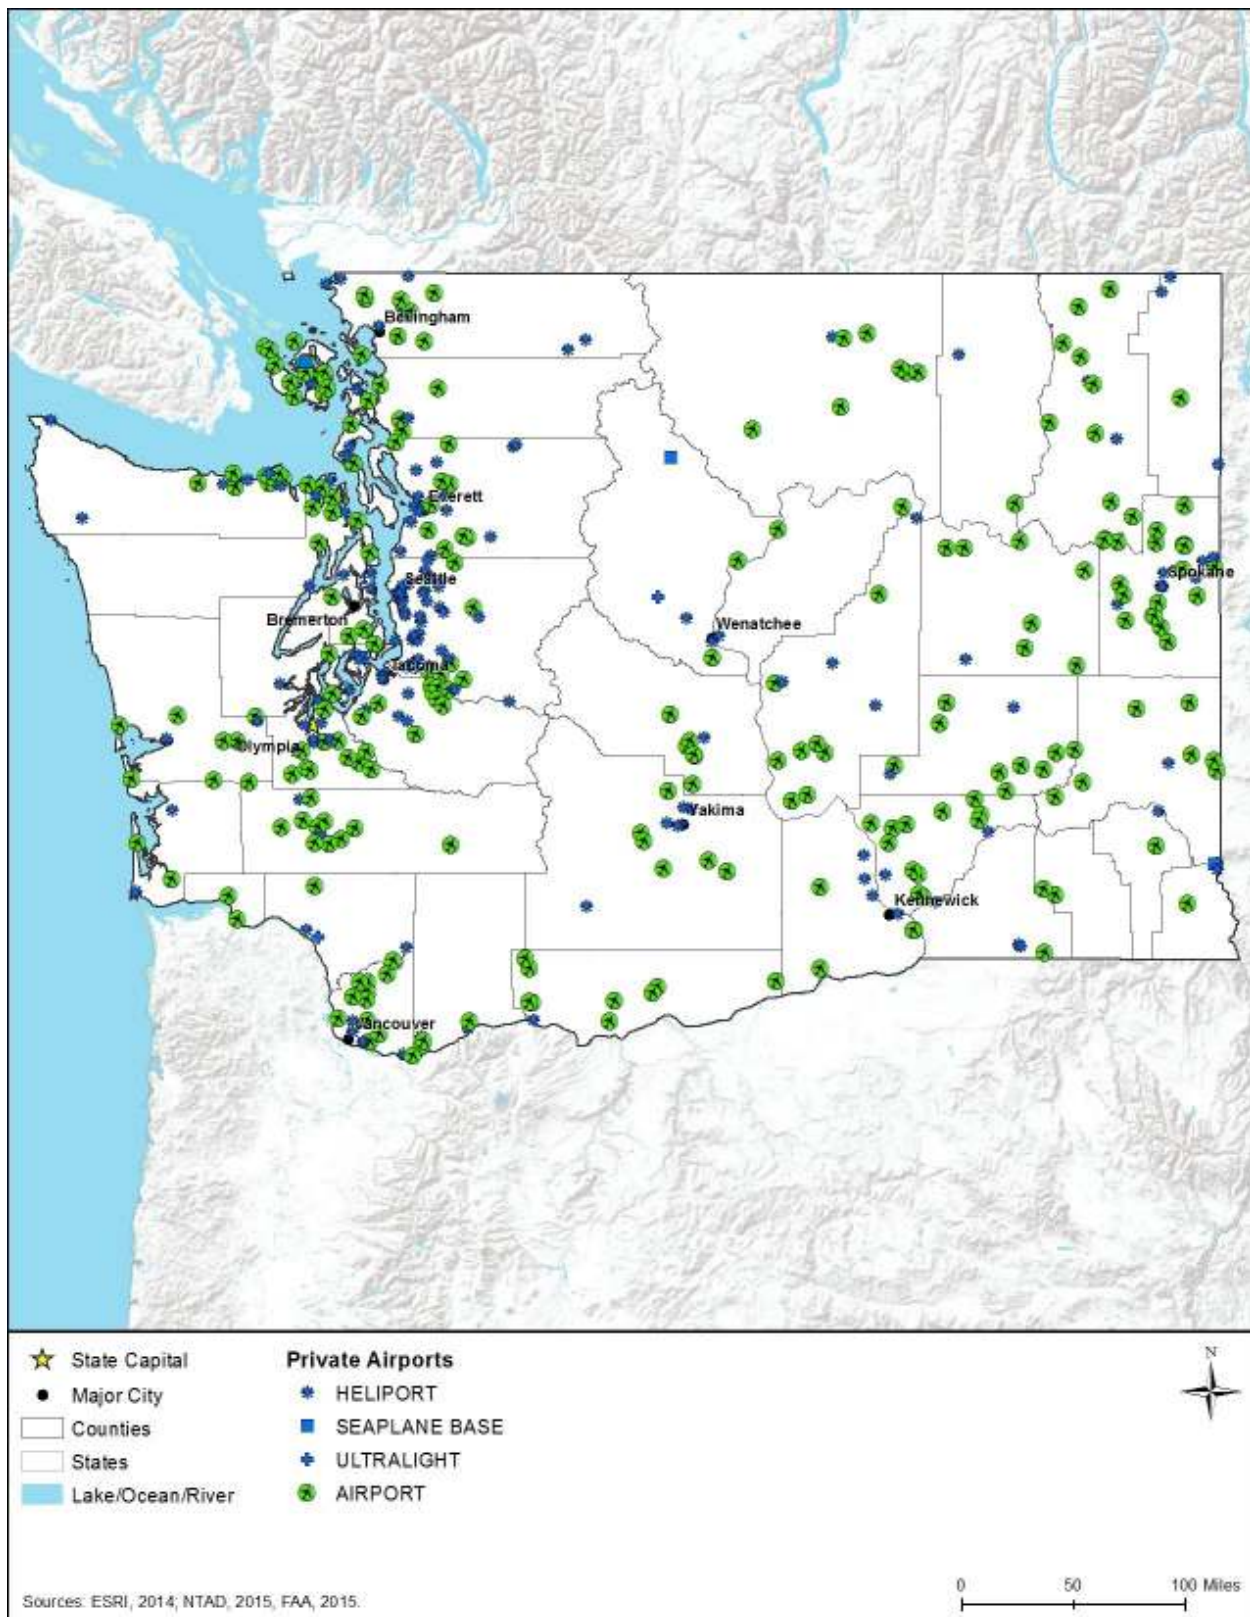 Bellingham
Everett
Seattle
Spokane
Bremerton
Wenatchee
Tacoma
Olympia
Yakima
Kennewick
Vancouver
State Capital
Major City
Counties
States
Lake/Ocean/River
Private Airports
HELIPORT
SEAPLANE BASE
ULTRALIGHT
AIRPORT
N
Sources: ESRI, 2014; NTAD, 2015, FAA, 2015.
0 50 100 Miles